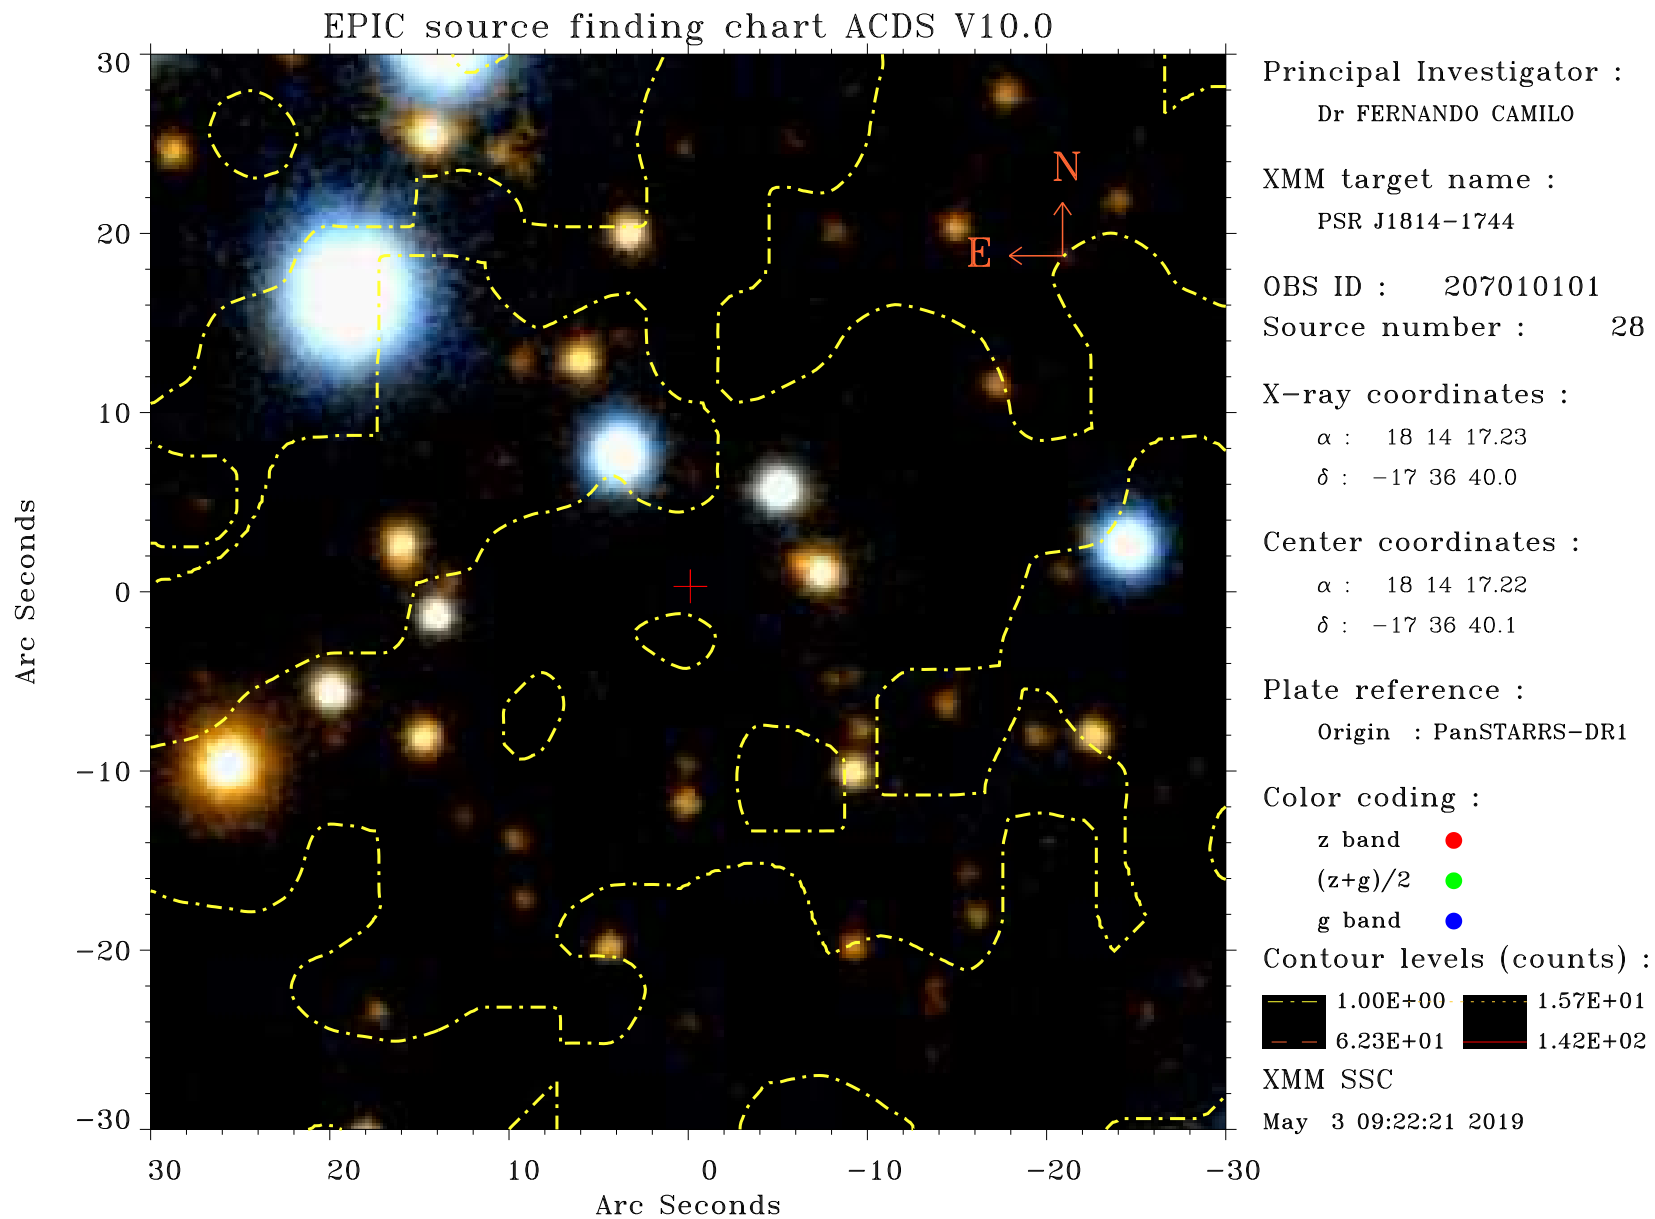 EPIC source finding chart ACDS V10.0
30
20
10
0
−10
−20
−30
Arc Seconds
30 20 10 0 −10 −20 −30
Arc Seconds
N
E
Principal Investigator :
Dr FERNANDO CAMILO
XMM target name :
PSR J1814−1744
OBS ID : 207010101
Source number : 28
X−ray coordinates :
α : 18 14 17.23
δ : −17 36 40.0
Center coordinates :
α : 18 14 17.22
δ : −17 36 40.1
Plate reference :
Origin : PanSTARRS−DR1
Color coding :
z band
(z+g)/2
g band
Contour levels (counts) :
1.00E+00 1.57E+01
6.23E+01 1.42E+02
XMM SSC
May 3 09:22:21 2019